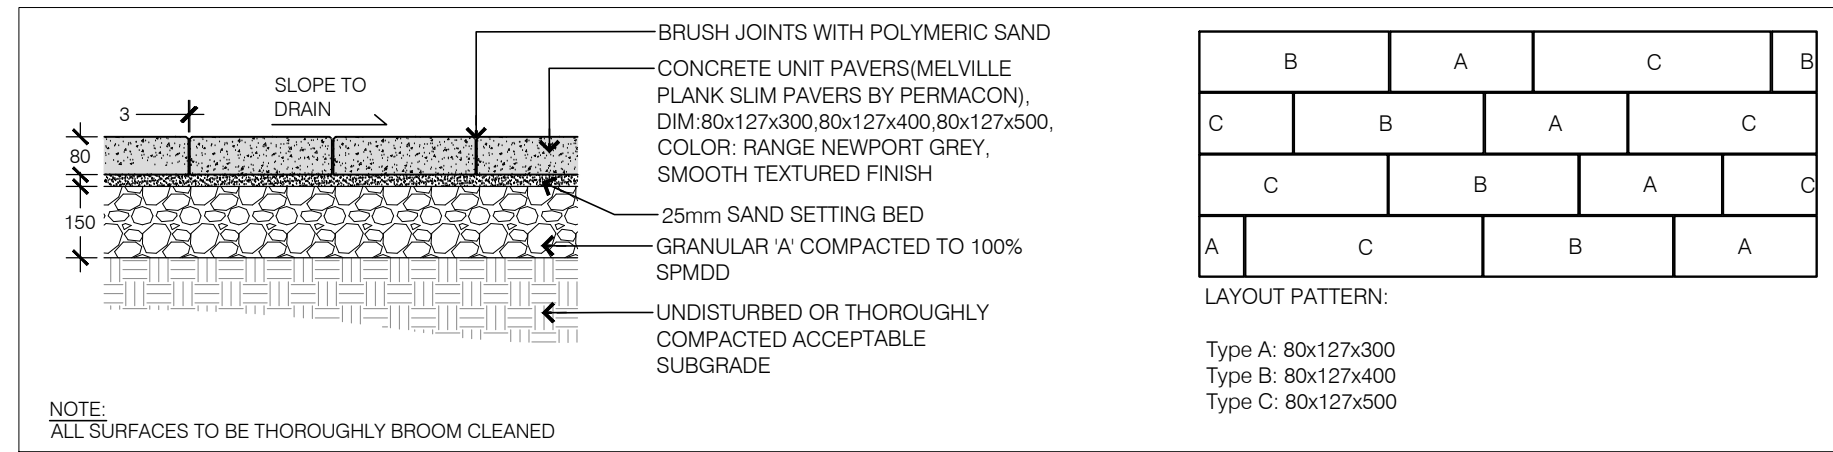 BRUSH JOINTS WITH POLYMERIC SAND
CONCRETE UNIT PAVERS(MELVILLE
PLANK SLIM PAVERS BY PERMACON),
DIM:80x127x300,80x127x400,80x127x500,
COLOR: RANGE NEWPORT GREY,
SMOOTH TEXTURED FINISH
25mm SAND SETTING BED
GRANULAR 'A' COMPACTED TO 100%
SPMDD
UNDISTURBED OR THOROUGHLY
COMPACTED ACCEPTABLE
SUBGRADE
SLOPE TO
DRAIN
3
80
150
NOTE:
ALL SURFACES TO BE THOROUGHLY BROOM CLEANED
B A C B
C B A C
C B A C
A C B A
LAYOUT PATTERN:
Type A: 80x127x300
Type B: 80x127x400
Type C: 80x127x500